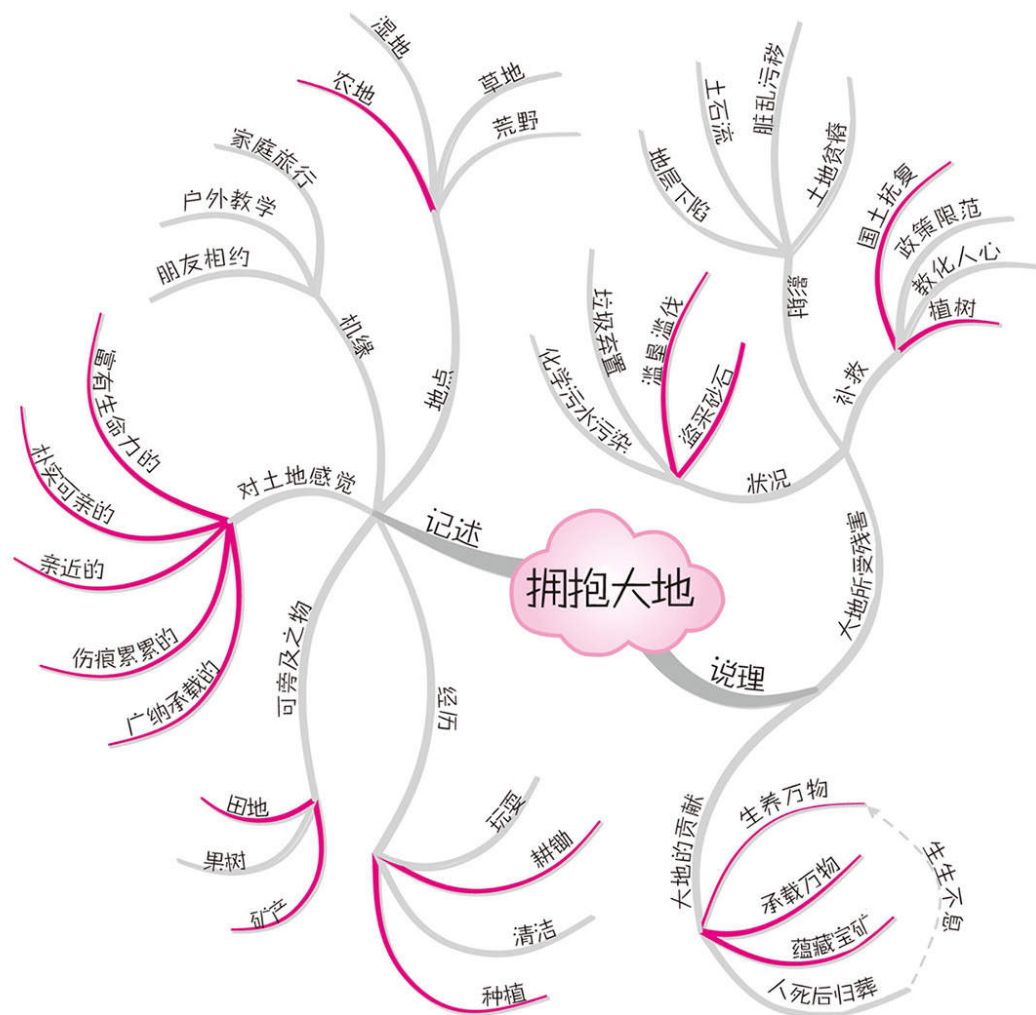 拥抱大地
记述
地点
农地
湿地
草地
荒野
机缘
家庭旅行
户外教学
朋友相约
对土地感觉
富有生命力的
朴实可亲的
亲近的
伤痕累累的
广纳承载的
可旁及之物
田地
果树
矿产
经历
玩耍
耕锄
清洁
种植
说理
大地所受残害
状况
化学污水污染
垃圾弃置
滥垦滥伐
盗采砂石
影响
地层下陷
土石流
脏乱污秽
土地贫瘠
补救
国土抚复
政策限范
教化人心
植树
大地的贡献
生养万物
承载万物
蕴藏宝矿
人死后归葬
生生不息